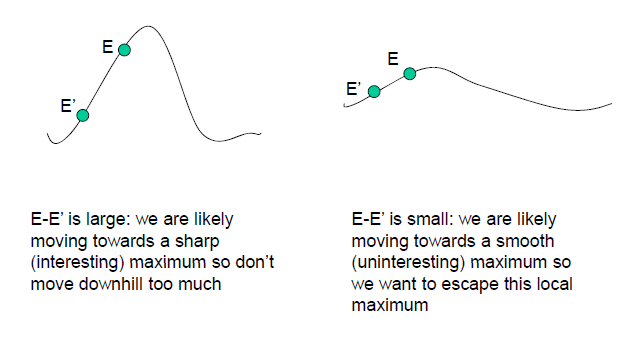 E
E'
E
E'
E-E' is large: we are likely
moving towards a sharp
(interesting) maximum so don't
move downhill too much
E-E' is small: we are likely
moving towards a smooth
(uninteresting) maximum so
we want to escape this local
maximum